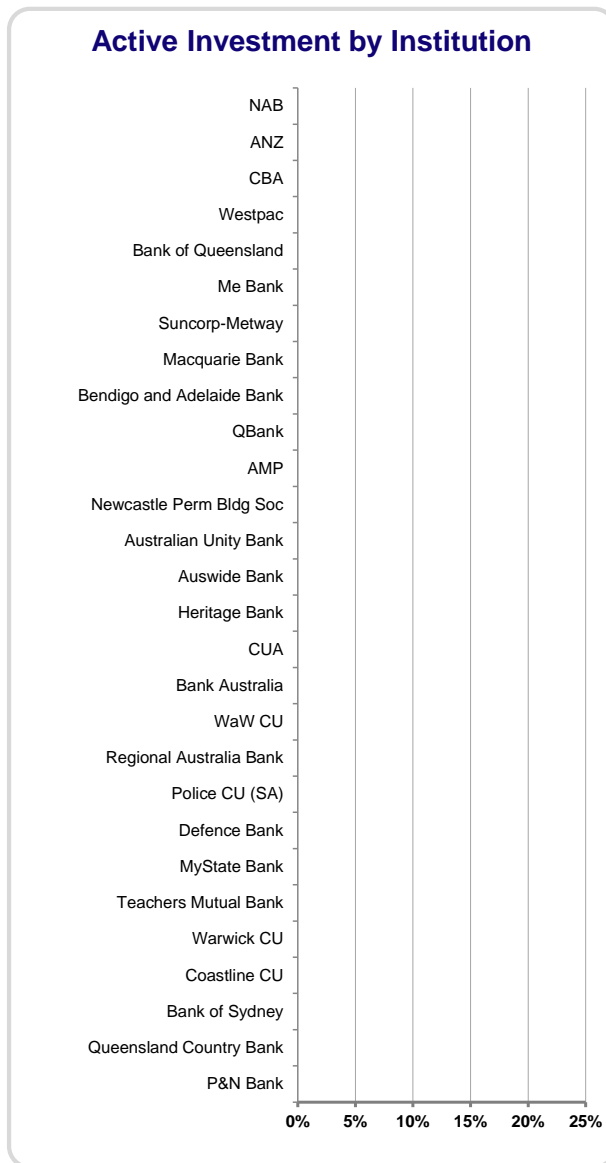 Active Investment by Institution
NAB
ANZ
CBA
Westpac
Bank of Queensland
Me Bank
Suncorp-Metway
Macquarie Bank
Bendigo and Adelaide Bank
QBank
AMP
Newcastle Perm Bldg Soc
Australian Unity Bank
Auswide Bank
Heritage Bank
CUA
Bank Australia
WaW CU
Regional Australia Bank
Police CU (SA)
Defence Bank
MyState Bank
Teachers Mutual Bank
Warwick CU
Coastline CU
Bank of Sydney
Queensland Country Bank
P&N Bank
0% 5% 10% 15% 20% 25%